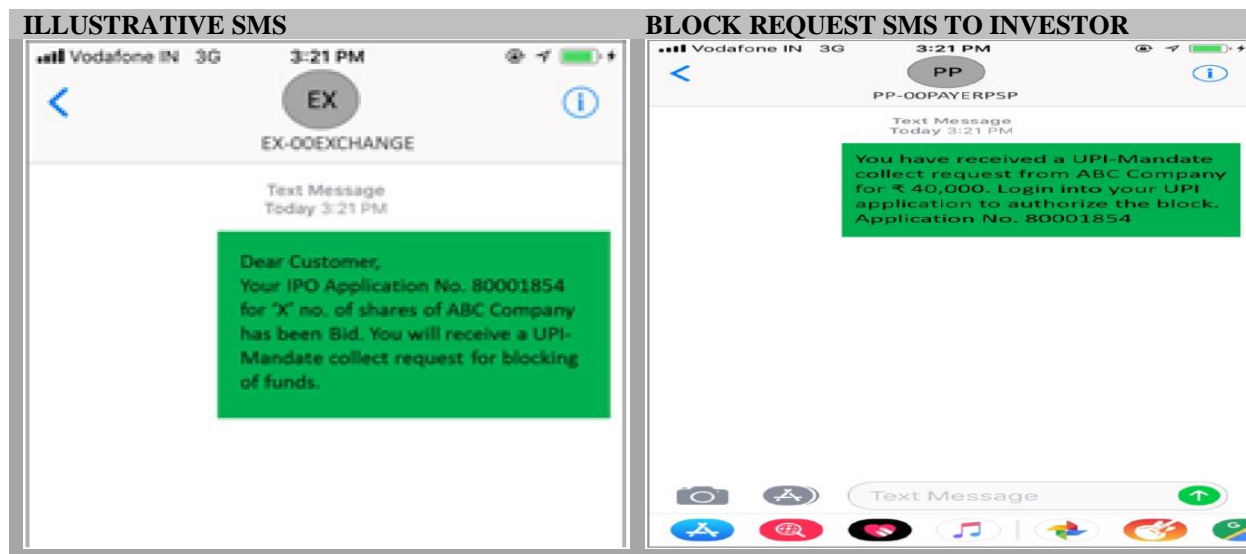 ILLUSTRATIVE SMS
Vodafone IN 3G 3:21 PM
EX
EX-00EXCHANGE
Text Message
Today 3:21 PM
Dear Customer,
Your IPO Application No. 80001854
for 'X' no. of shares of ABC Company
has been Bid. You will receive a UPI-
Mandate collect request for blocking
of funds.
BLOCK REQUEST SMS TO INVESTOR
Vodafone IN 3G 3:21 PM
PP
PP-00PAYERPSP
Text Message
Today 3:21 PM
You have received a UPI-Mandate
collect request from ABC Company
for ₹ 40,000. Login into your UPI
application to authorize the block.
Application No. 80001854
Text Message